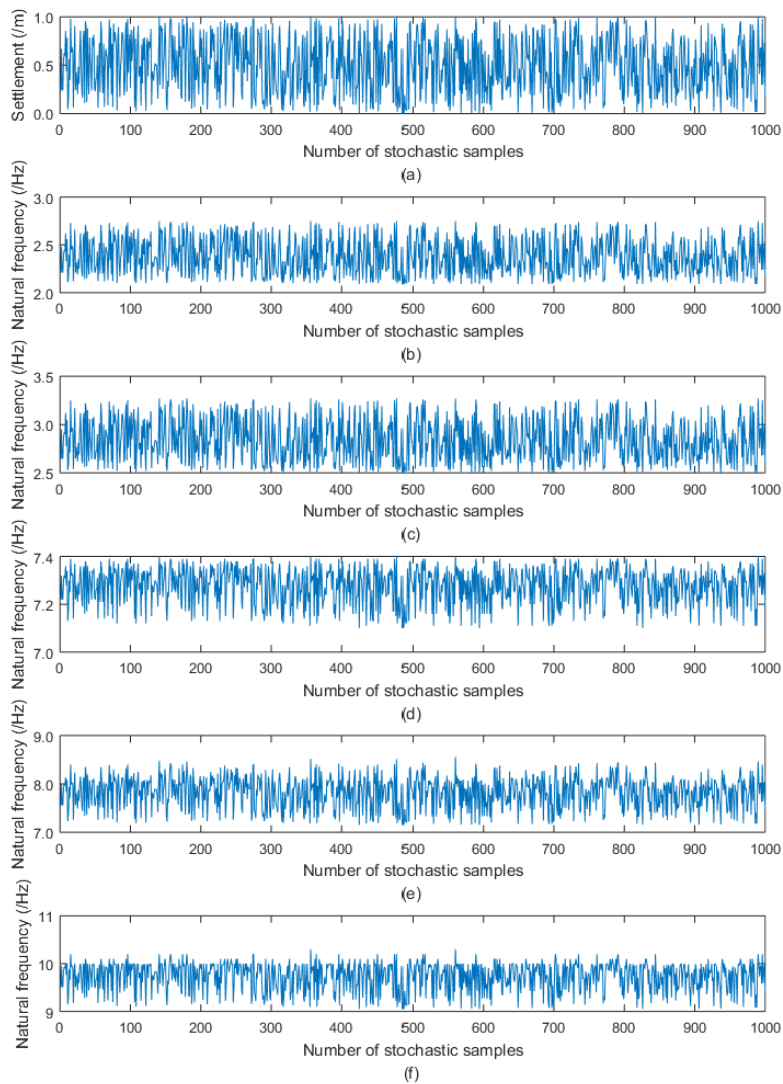 Settlement (/m)
1.0
0.5
0.0
0 100 200 300 400 500 600 700 800 900 1000
Number of stochastic samples
(a)
Natural frequency (/Hz)
3.0
2.5
2.0
0 100 200 300 400 500 600 700 800 900 1000
Number of stochastic samples
(b)
Natural frequency (/Hz)
3.5
3.0
2.5
0 100 200 300 400 500 600 700 800 900 1000
Number of stochastic samples
(c)
Natural frequency (/Hz)
7.4
7.2
7.0
0 100 200 300 400 500 600 700 800 900 1000
Number of stochastic samples
(d)
Natural frequency (/Hz)
9.0
8.0
7.0
0 100 200 300 400 500 600 700 800 900 1000
Number of stochastic samples
(e)
Natural frequency (/Hz)
11
10
9
0 100 200 300 400 500 600 700 800 900 1000
Number of stochastic samples
(f)